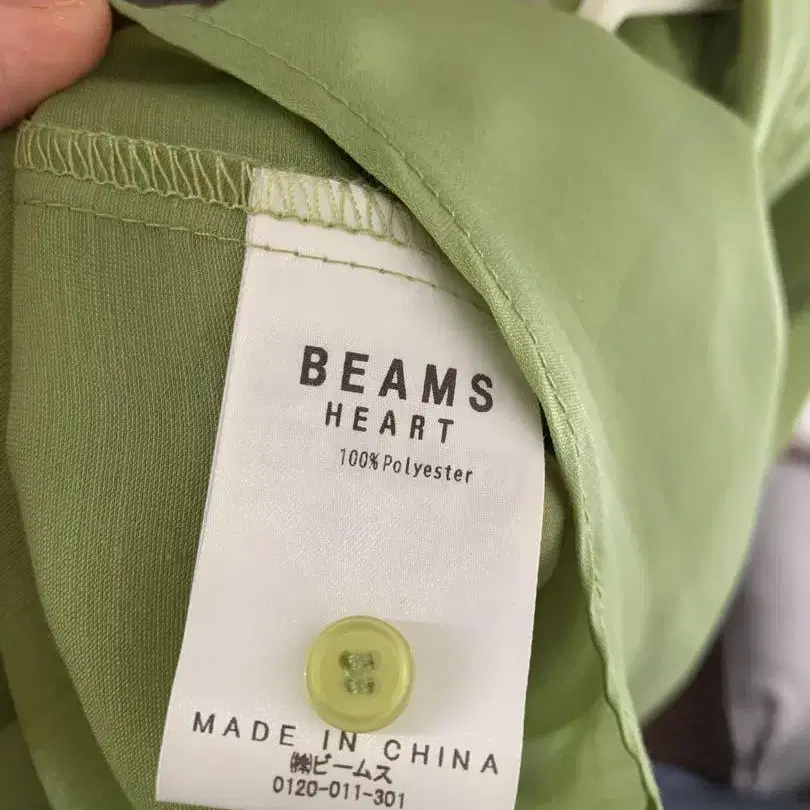 BEAMS
HEART
100%Polyester
MADE IN CHINA
㈱ビームス
0120-011-301